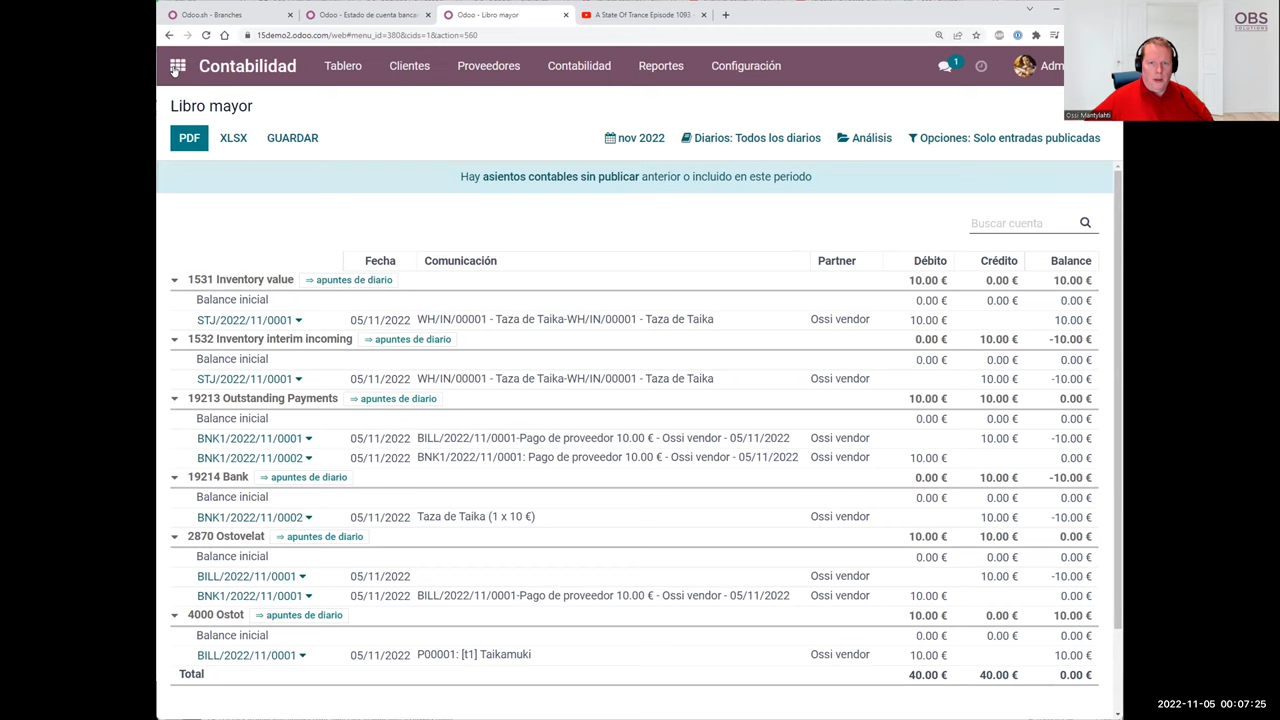 Odoo.sh - Branches
Odoo - Estado de cuenta banca
Odoo - Libro mayor
A State Of Trance Episode 1093
15demo2.odoo.com/web#menu_id=380&cids=1&action=560
OBS
SOLUTIONS
Contabilidad
Tablero
Clientes
Proveedores
Contabilidad
Reportes
Configuración
1
Adm
Ossi Mäntylahti
Libro mayor
PDF
XLSX
GUARDAR
nov 2022
Diarios: Todos los diarios
Análisis
Opciones: Solo entradas publicadas
Hay asientos contables sin publicar anterior o incluido en este periodo
Buscar cuenta
Fecha Comunicación Partner Débito Crédito Balance
1531 Inventory value ⇒ apuntes de diario 10.00 € 0.00 € 10.00 €
Balance inicial 0.00 € 0.00 € 0.00 €
STJ/2022/11/0001 05/11/2022 WH/IN/00001 - Taza de Taika-WH/IN/00001 - Taza de Taika Ossi vendor 10.00 € 10.00 €
1532 Inventory interim incoming ⇒ apuntes de diario 0.00 € 10.00 € -10.00 €
Balance inicial 0.00 € 0.00 € 0.00 €
STJ/2022/11/0001 05/11/2022 WH/IN/00001 - Taza de Taika-WH/IN/00001 - Taza de Taika Ossi vendor 10.00 € -10.00 €
19213 Outstanding Payments ⇒ apuntes de diario 10.00 € 10.00 € 0.00 €
Balance inicial 0.00 € 0.00 € 0.00 €
BNK1/2022/11/0001 05/11/2022 BILL/2022/11/0001-Pago de proveedor 10.00 € - Ossi vendor - 05/11/2022 Ossi vendor 10.00 € -10.00 €
BNK1/2022/11/0002 05/11/2022 BNK1/2022/11/0001: Pago de proveedor 10.00 € - Ossi vendor - 05/11/2022 Ossi vendor 10.00 € 0.00 €
19214 Bank ⇒ apuntes de diario 0.00 € 10.00 € -10.00 €
Balance inicial 0.00 € 0.00 € 0.00 €
BNK1/2022/11/0002 05/11/2022 Taza de Taika (1 x 10 €) Ossi vendor 10.00 € -10.00 €
2870 Ostovelat ⇒ apuntes de diario 10.00 € 10.00 € 0.00 €
Balance inicial 0.00 € 0.00 € 0.00 €
BILL/2022/11/0001 05/11/2022 Ossi vendor 10.00 € -10.00 €
BNK1/2022/11/0001 05/11/2022 BILL/2022/11/0001-Pago de proveedor 10.00 € - Ossi vendor - 05/11/2022 Ossi vendor 10.00 € 0.00 €
4000 Ostot ⇒ apuntes de diario 10.00 € 0.00 € 10.00 €
Balance inicial 0.00 € 0.00 € 0.00 €
BILL/2022/11/0001 05/11/2022 P00001: [t1] Taikamuki Ossi vendor 10.00 € 10.00 €
Total 40.00 € 40.00 € 0.00 €
2022-11-05 00:07:25